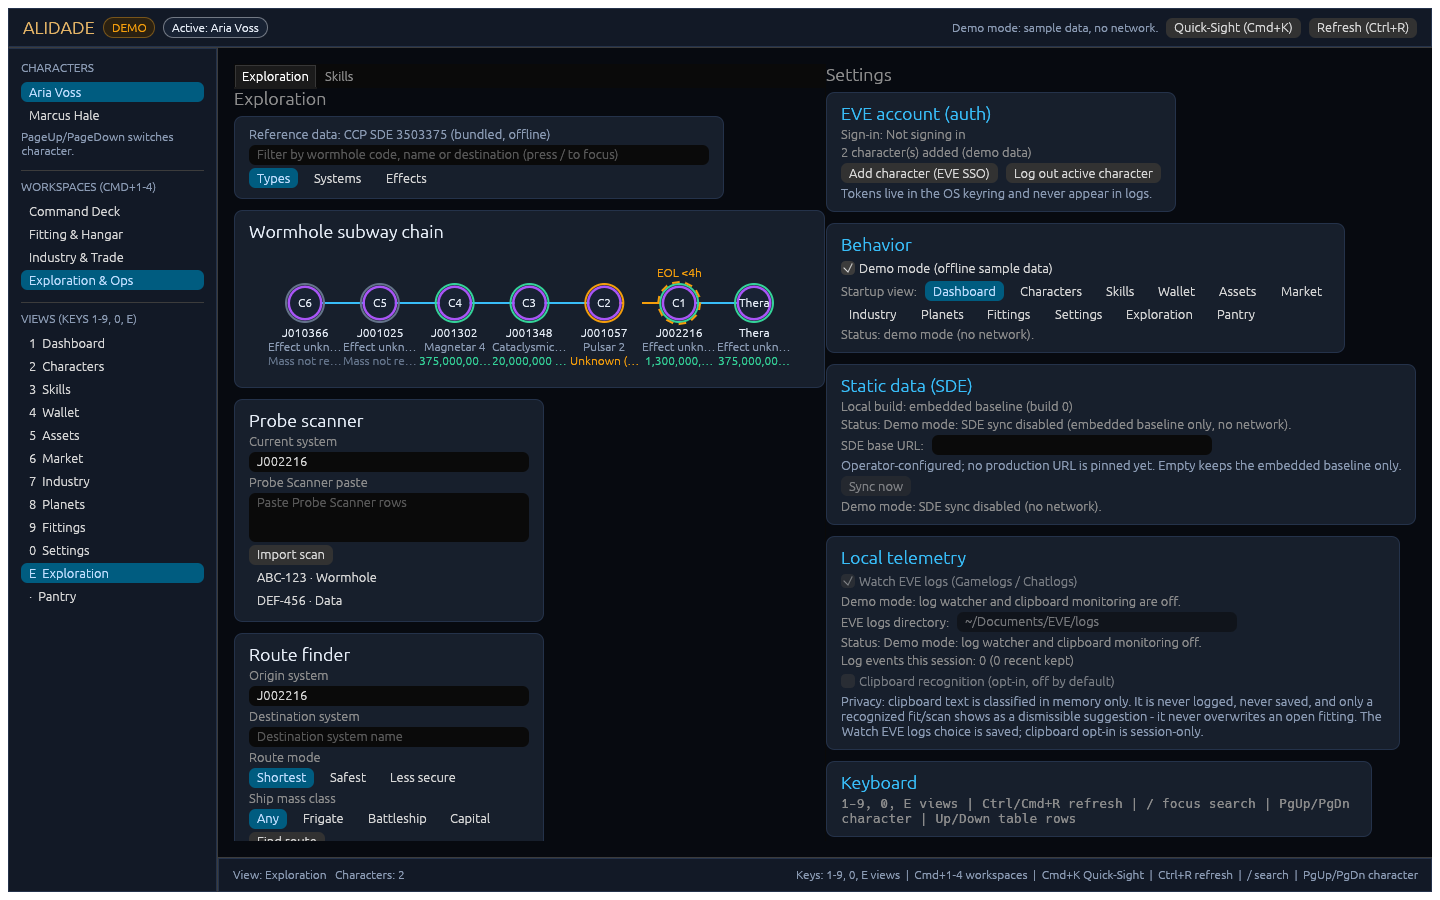 ALIDADE DEMO Active: Aria Voss
Demo mode: sample data, no network. Quick-Sight (Cmd+K) Refresh (Ctrl+R)
CHARACTERS
Aria Voss
Marcus Hale
PageUp/PageDown switches
character.
WORKSPACES (CMD+1-4)
Command Deck
Fitting & Hangar
Industry & Trade
Exploration & Ops
VIEWS (KEYS 1-9, 0, E)
1 Dashboard
2 Characters
3 Skills
4 Wallet
5 Assets
6 Market
7 Industry
8 Planets
9 Fittings
0 Settings
E Exploration
· Pantry
Exploration Skills
Exploration
Reference data: CCP SDE 3503375 (bundled, offline)
Filter by wormhole code, name or destination (press / to focus)
Types Systems Effects
Wormhole subway chain
EOL <4h
C6 C5 C4 C3 C2 C1 Thera
J010366 J001025 J001302 J001348 J001057 J002216 Thera
Effect unkn... Effect unkn... Magnetar 4 Cataclysmic... Pulsar 2 Effect unkn... Effect unkn...
Mass not re... Mass not re... 375,000,00... 20,000,000 ... Unknown (... 1,300,000,... 375,000,00...
Probe scanner
Current system
J002216
Probe Scanner paste
Paste Probe Scanner rows
Import scan
ABC-123 · Wormhole
DEF-456 · Data
Route finder
Origin system
J002216
Destination system
Destination system name
Route mode
Shortest Safest Less secure
Ship mass class
Any Frigate Battleship Capital
Find route
Settings
EVE account (auth)
Sign-in: Not signing in
2 character(s) added (demo data)
Add character (EVE SSO) Log out active character
Tokens live in the OS keyring and never appear in logs.
Behavior
Demo mode (offline sample data)
Startup view: Dashboard Characters Skills Wallet Assets Market
Industry Planets Fittings Settings Exploration Pantry
Status: demo mode (no network).
Static data (SDE)
Local build: embedded baseline (build 0)
Status: Demo mode: SDE sync disabled (embedded baseline only, no network).
SDE base URL:
Operator-configured; no production URL is pinned yet. Empty keeps the embedded baseline only.
Sync now
Demo mode: SDE sync disabled (no network).
Local telemetry
Watch EVE logs (Gamelogs / Chatlogs)
Demo mode: log watcher and clipboard monitoring are off.
EVE logs directory: ~/Documents/EVE/logs
Status: Demo mode: log watcher and clipboard monitoring off.
Log events this session: 0 (0 recent kept)
Clipboard recognition (opt-in, off by default)
Privacy: clipboard text is classified in memory only. It is never logged, never saved, and only a
recognized fit/scan shows as a dismissible suggestion - it never overwrites an open fitting. The
Watch EVE logs choice is saved; clipboard opt-in is session-only.
Keyboard
1-9, 0, E views | Ctrl/Cmd+R refresh | / focus search | PgUp/PgDn
character | Up/Down table rows
View: Exploration Characters: 2
Keys: 1-9, 0, E views | Cmd+1-4 workspaces | Cmd+K Quick-Sight | Ctrl+R refresh | / search | PgUp/PgDn character